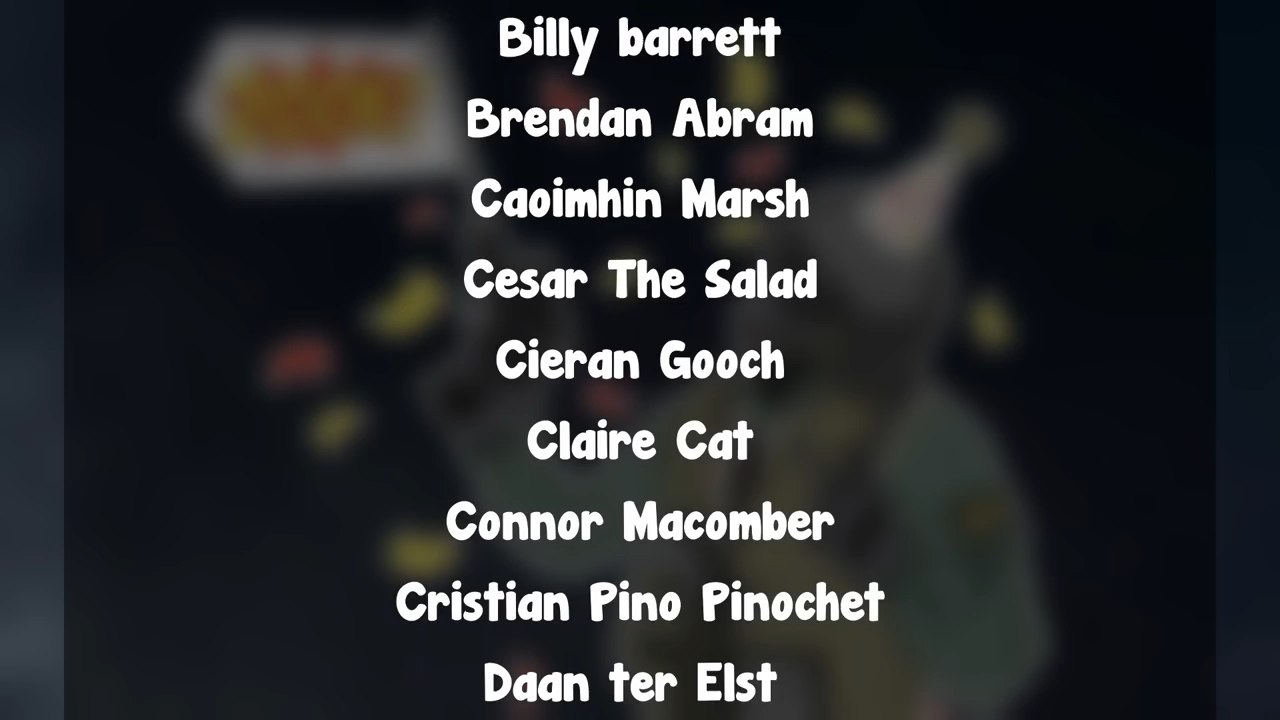 Billy barrett
Brendan Abram
Caoimhin Marsh
Cesar The Salad
Cieran Gooch
Claire Cat
Connor Macomber
Cristian Pino Pinochet
Daan ter Elst